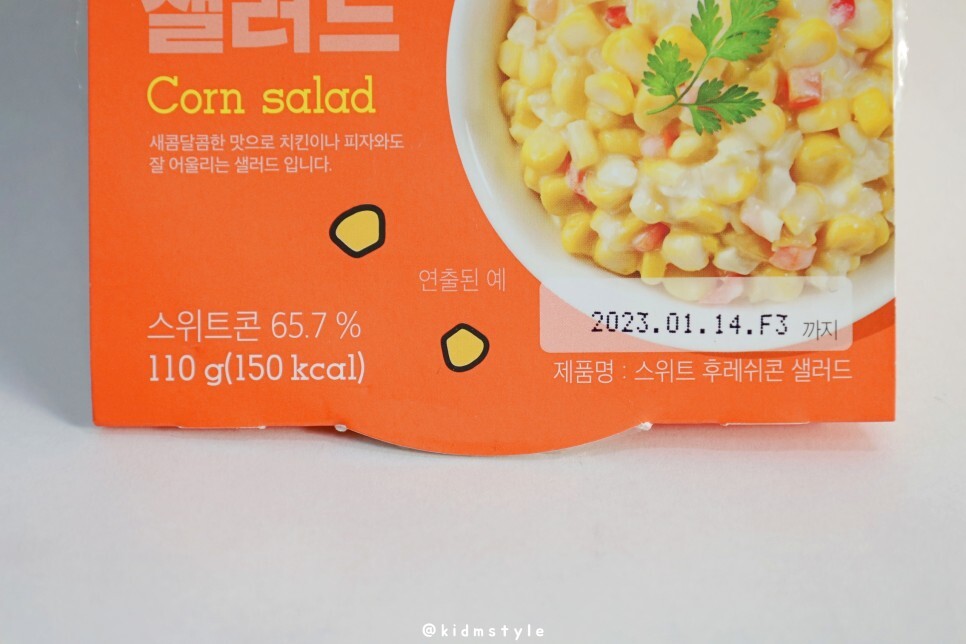 샐러드
Corn salad
새콤달콤한 맛으로 치킨이나 피자와도
잘 어울리는 샐러드 입니다.
연출된 예
스위트콘 65.7 %
110 g(150 kcal)
2023.01.14.F3 까지
제품명 : 스위트 후레쉬콘 샐러드
@kidmstyle